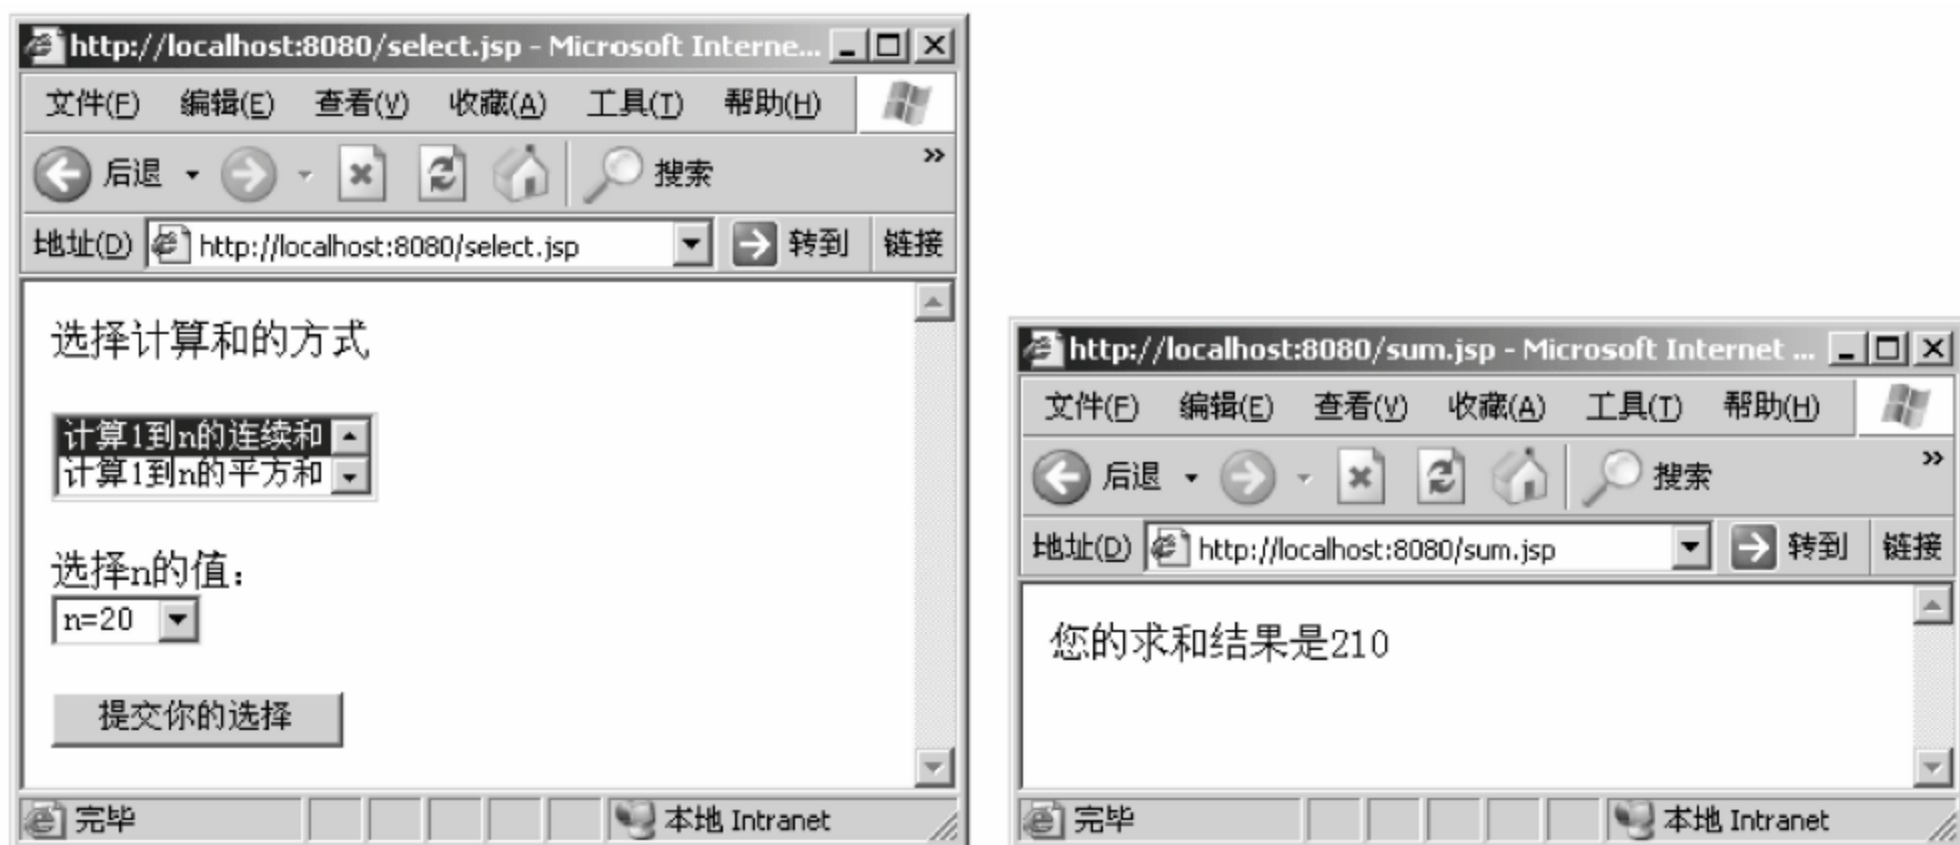 http://localhost:8080/select.jsp - Microsoft Interne...
文件(F) 编辑(E) 查看(V) 收藏(A) 工具(T) 帮助(H)
后退 搜索 »
地址(D) http://localhost:8080/select.jsp 转到 链接
选择计算和的方式
计算1到n的连续和
计算1到n的平方和
选择n的值：
n=20
提交你的选择
完毕 本地 Intranet
http://localhost:8080/sum.jsp - Microsoft Internet ...
文件(F) 编辑(E) 查看(V) 收藏(A) 工具(T) 帮助(H)
后退 搜索 »
地址(D) http://localhost:8080/sum.jsp 转到 链接
您的求和结果是210
完毕 本地 Intranet